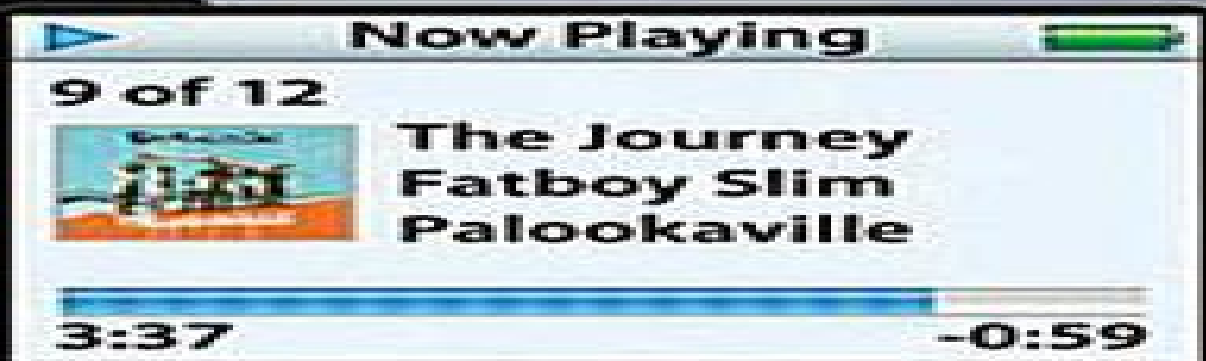 Now Playing
9 of 12
The Journey
Fatboy Slim
Palookaville
3:37 -0:59